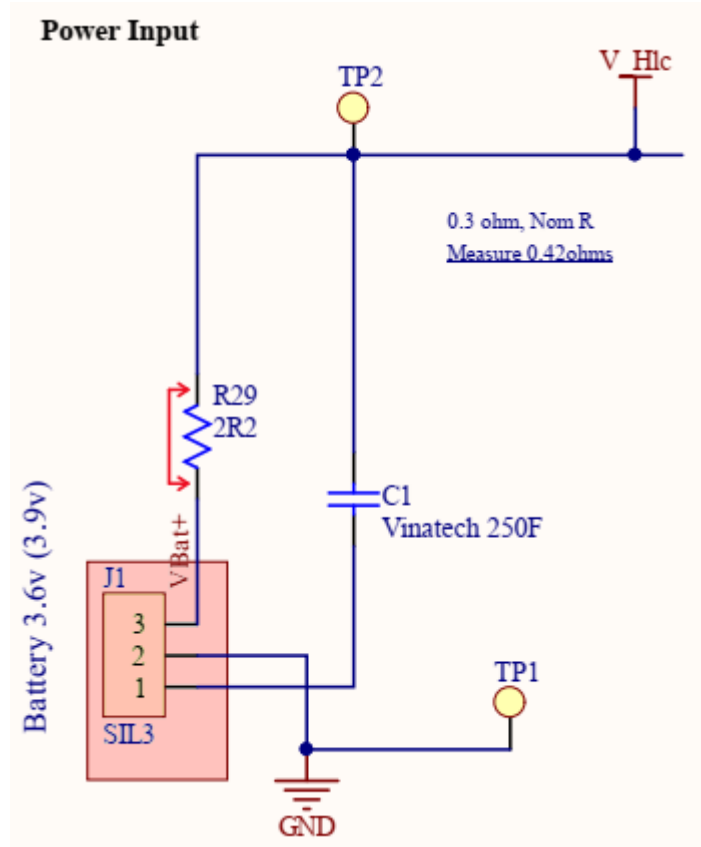 Power Input
TP2
V_Hlc
0.3 ohm, Nom R
Measure 0.42ohms
R29
2R2
VBat+
C1
Vinatech 250F
Battery 3.6v (3.9v)
J1
3
2
1
SIL3
TP1
GND